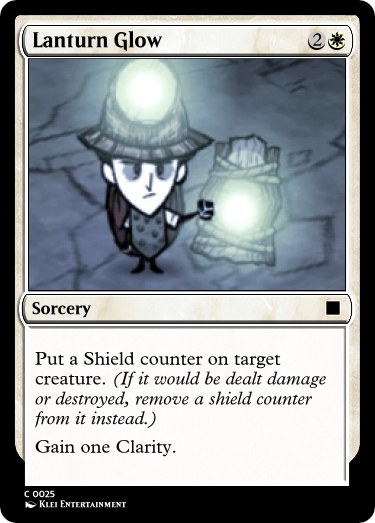 Lanturn Glow 2
Sorcery
Put a Shield counter on target
creature. (If it would be dealt damage
or destroyed, remove a shield counter
from it instead.)
Gain one Clarity.
C 0025
Klei Entertainment